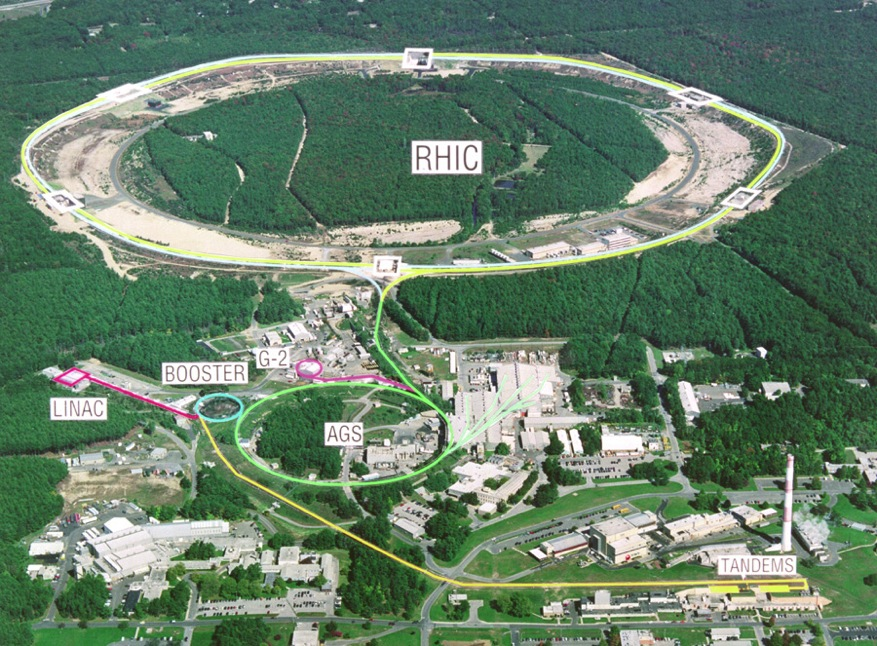 RHIC
G-2
BOOSTER
LINAC
AGS
TANDEMS